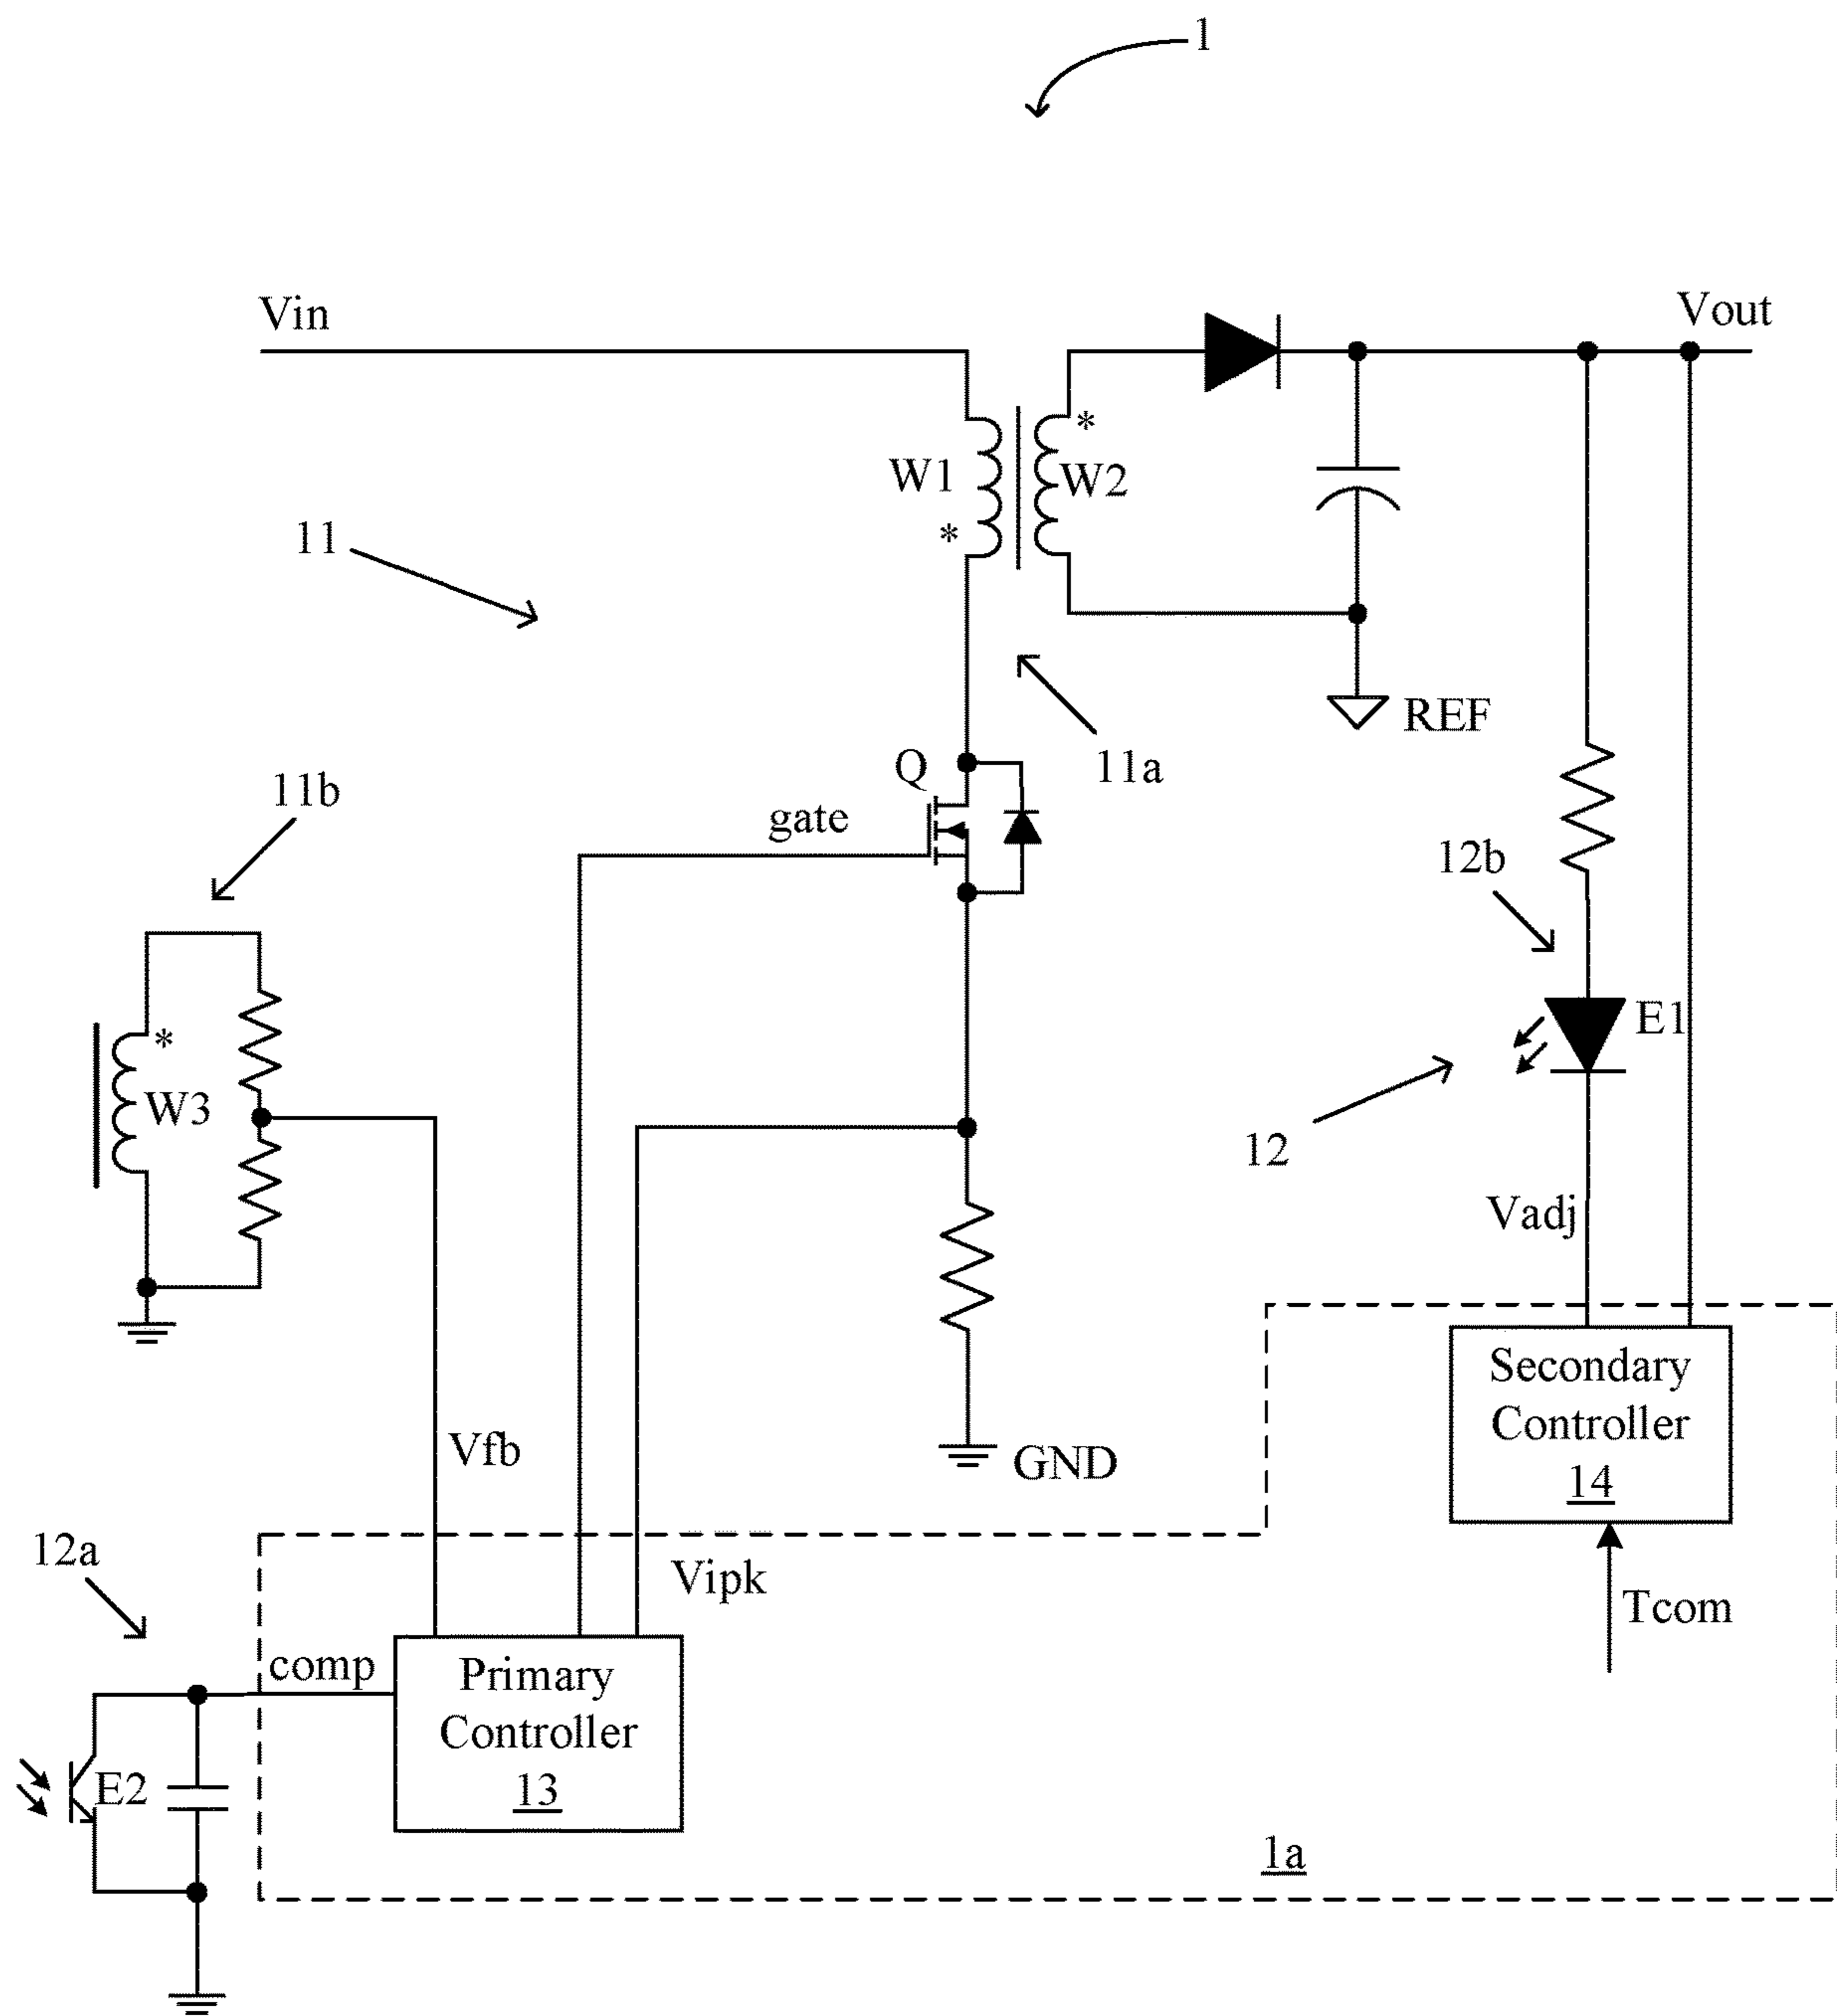 1
Vin
Vout
*
W1
W2
*
11
REF
11a
Q
11b
gate
12b
E1
*
W3
12
Vadj
Secondary
Controller
14
Vfb
GND
12a
Vipk
Tcom
comp
Primary
Controller
13
E2
1a